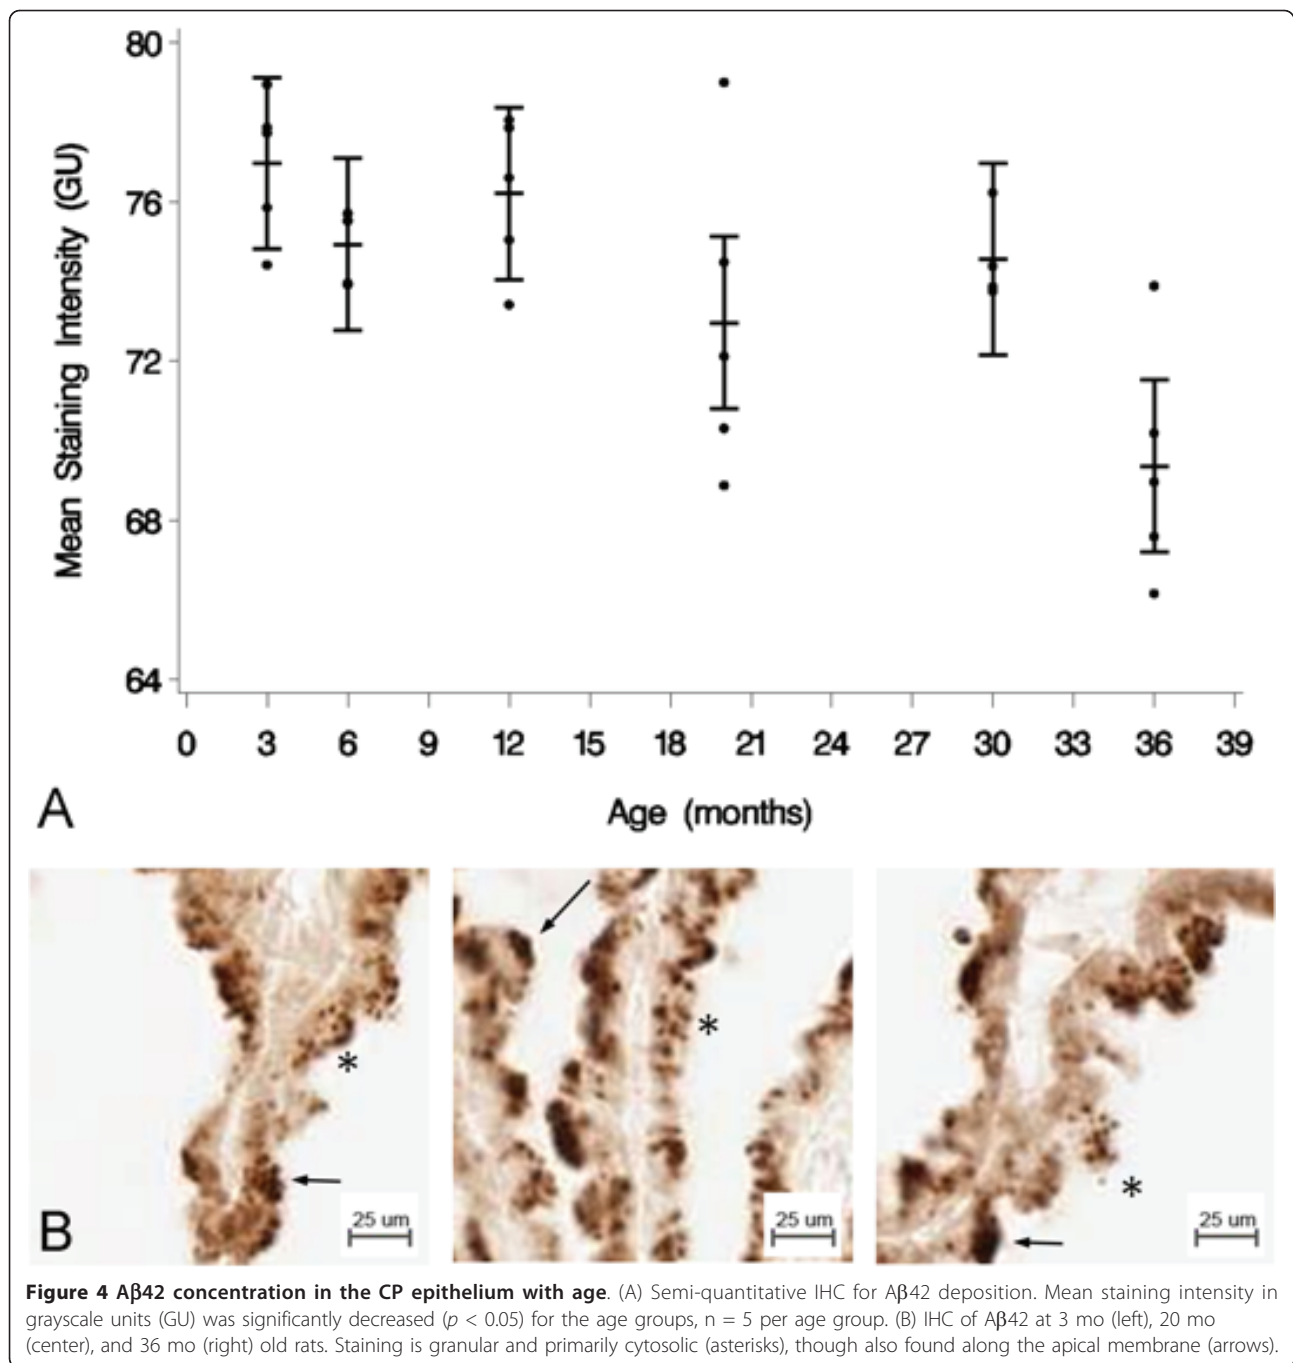 80
76
72
68
64
Mean Staining Intensity (GU)
0 3 6 9 12 15 18 21 24 27 30 33 36 39
Age (months)
A
*
*
*
B
25 um
25 um
25 um
Figure 4 Aβ42 concentration in the CP epithelium with age. (A) Semi-quantitative IHC for Aβ42 deposition. Mean staining intensity in
grayscale units (GU) was significantly decreased (p < 0.05) for the age groups, n = 5 per age group. (B) IHC of Aβ42 at 3 mo (left), 20 mo
(center), and 36 mo (right) old rats. Staining is granular and primarily cytosolic (asterisks), though also found along the apical membrane (arrows).